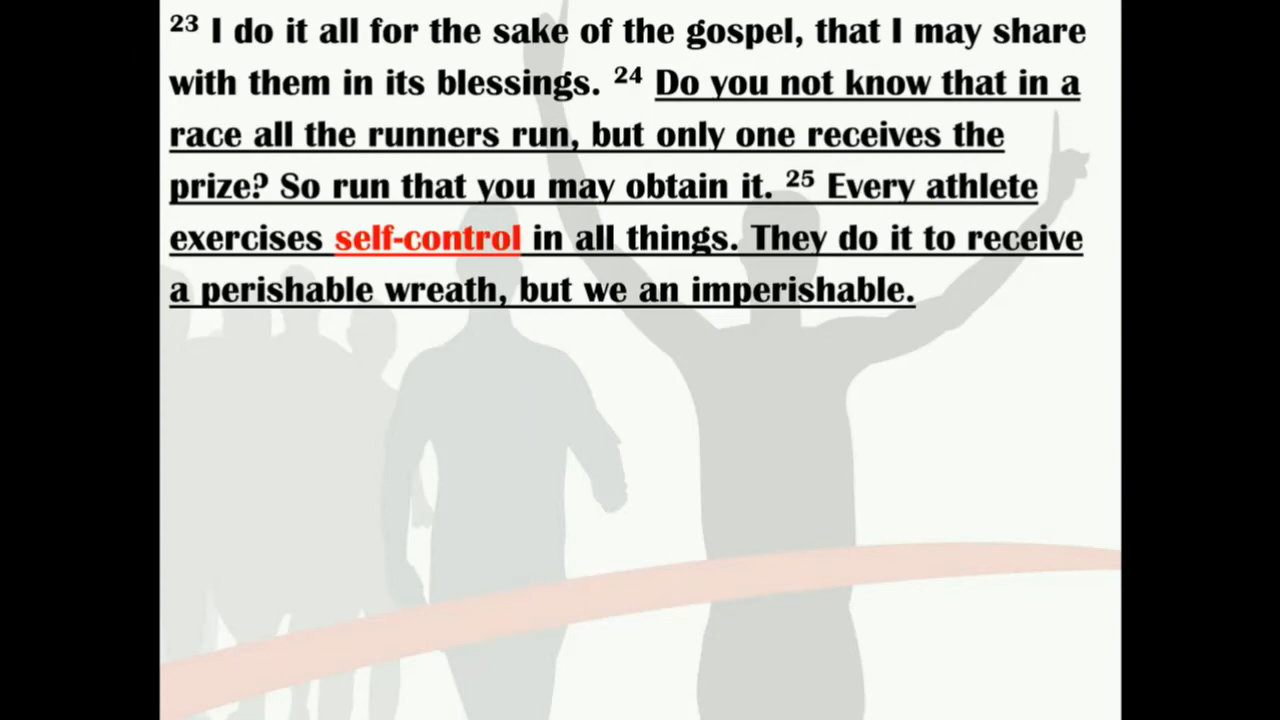 23 I do it all for the sake of the gospel, that I may share
with them in its blessings. 24 Do you not know that in a
race all the runners run, but only one receives the
prize? So run that you may obtain it. 25 Every athlete
exercises self-control in all things. They do it to receive
a perishable wreath, but we an imperishable.